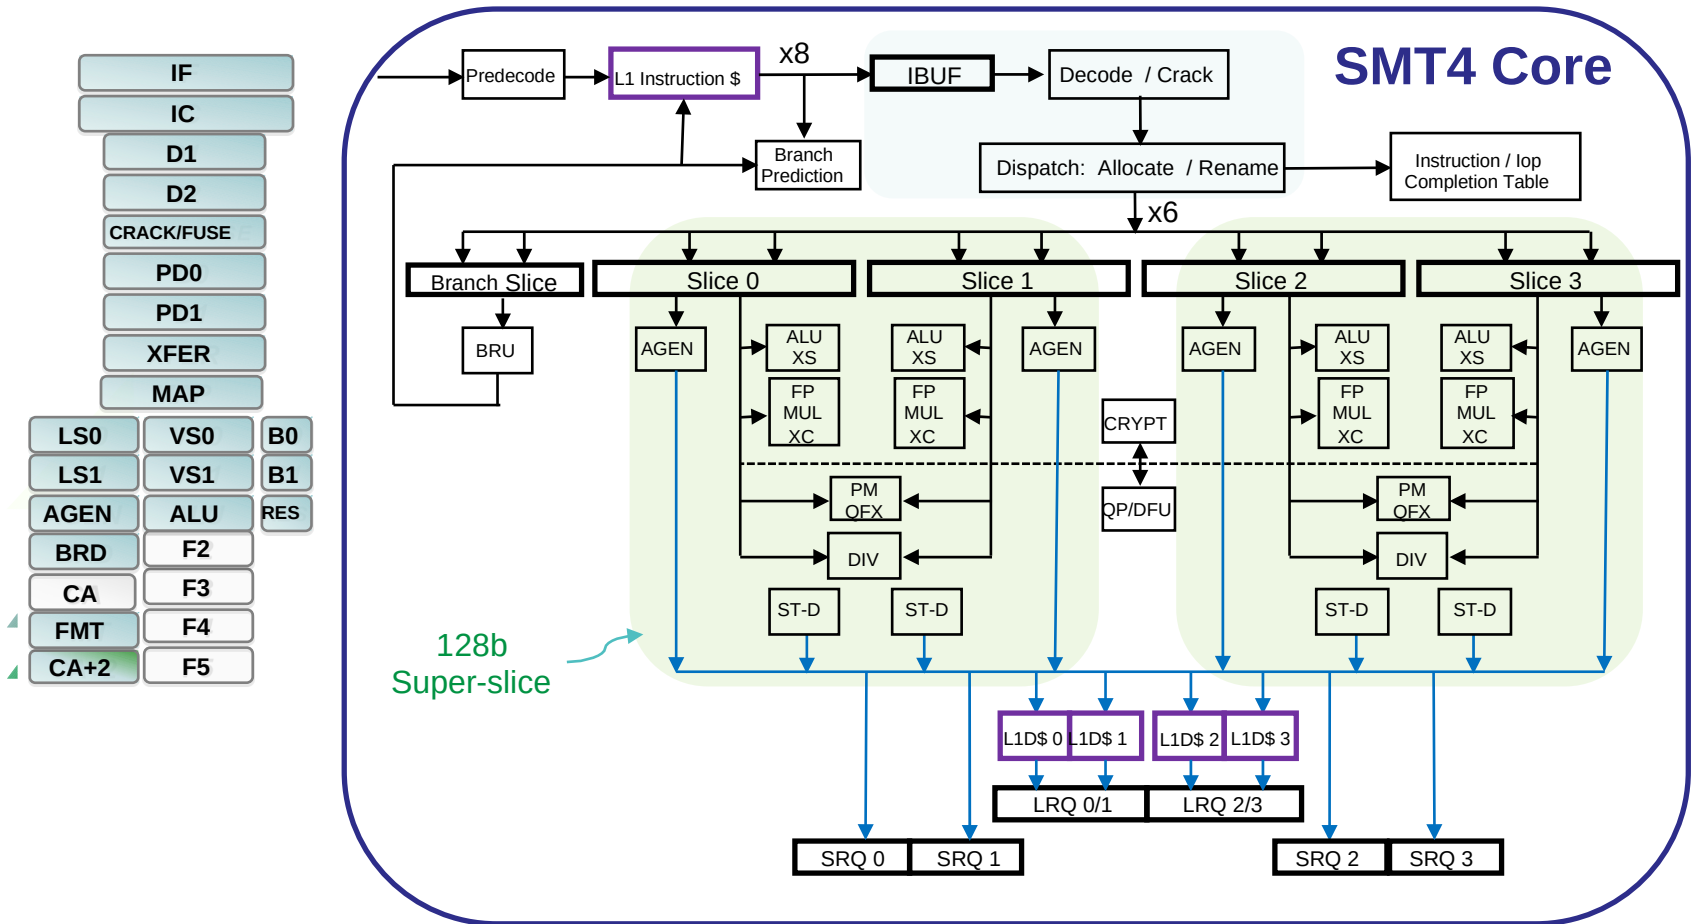 IF
IC
D1
D2
CRACK/FUSE
PD0
PD1
XFER
MAP
LS0 VS0 B0
LS1 VS1 B1
AGEN ALU RES
BRD F2
CA F3
FMT F4
CA+2 F5
SMT4 Core
Predecode
L1 Instruction $
x8
IBUF
Decode / Crack
Branch
Prediction
Dispatch: Allocate / Rename
Instruction / Iop
Completion Table
x6
Branch Slice
Slice 0
Slice 1
Slice 2
Slice 3
BRU
AGEN
ALU
XS
ALU
XS
AGEN
AGEN
ALU
XS
ALU
XS
AGEN
FP
MUL
XC
FP
MUL
XC
CRYPT
FP
MUL
XC
FP
MUL
XC
PM
QFX
QP/DFU
PM
QFX
DIV
DIV
ST-D
ST-D
ST-D
ST-D
128b
Super-slice
L1D$ 0
L1D$ 1
L1D$ 2
L1D$ 3
LRQ 0/1
LRQ 2/3
SRQ 0
SRQ 1
SRQ 2
SRQ 3